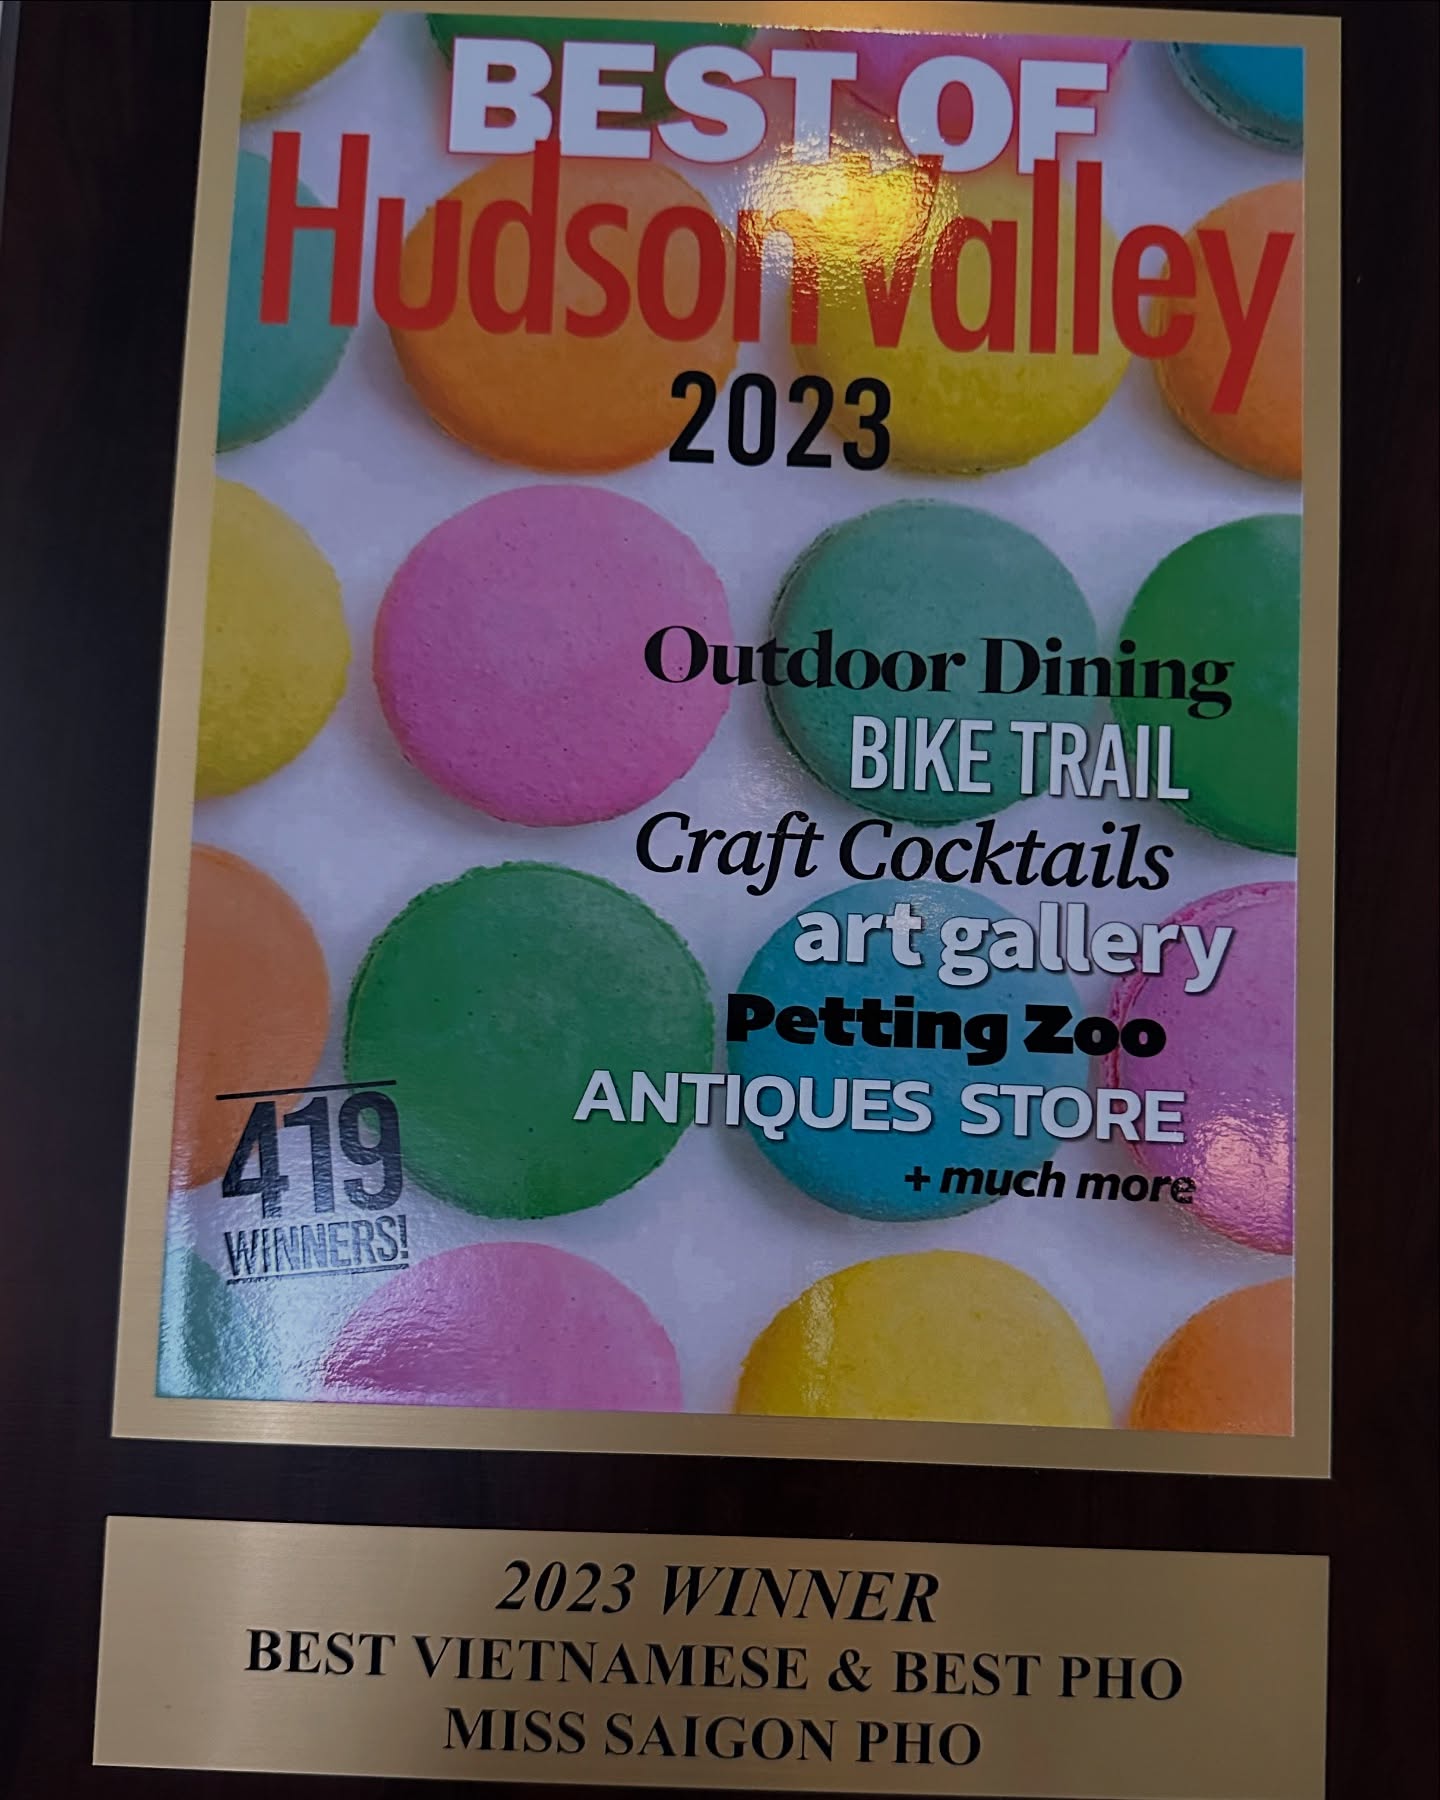 BEST OF
Hudson Valley
2023
Outdoor Dining
BIKE TRAIL
Craft Cocktails
art gallery
Petting Zoo
ANTIQUES STORE
+ much more
419
WINNERS!
2023 WINNER
BEST VIETNAMESE & BEST PHO
MISS SAIGON PHO